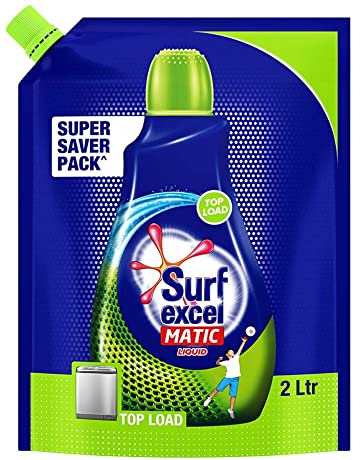 SUPER
SAVER
PACK^
TOP
LOAD
Surf
excel
MATIC
LIQUID
2 Ltr
TOP LOAD